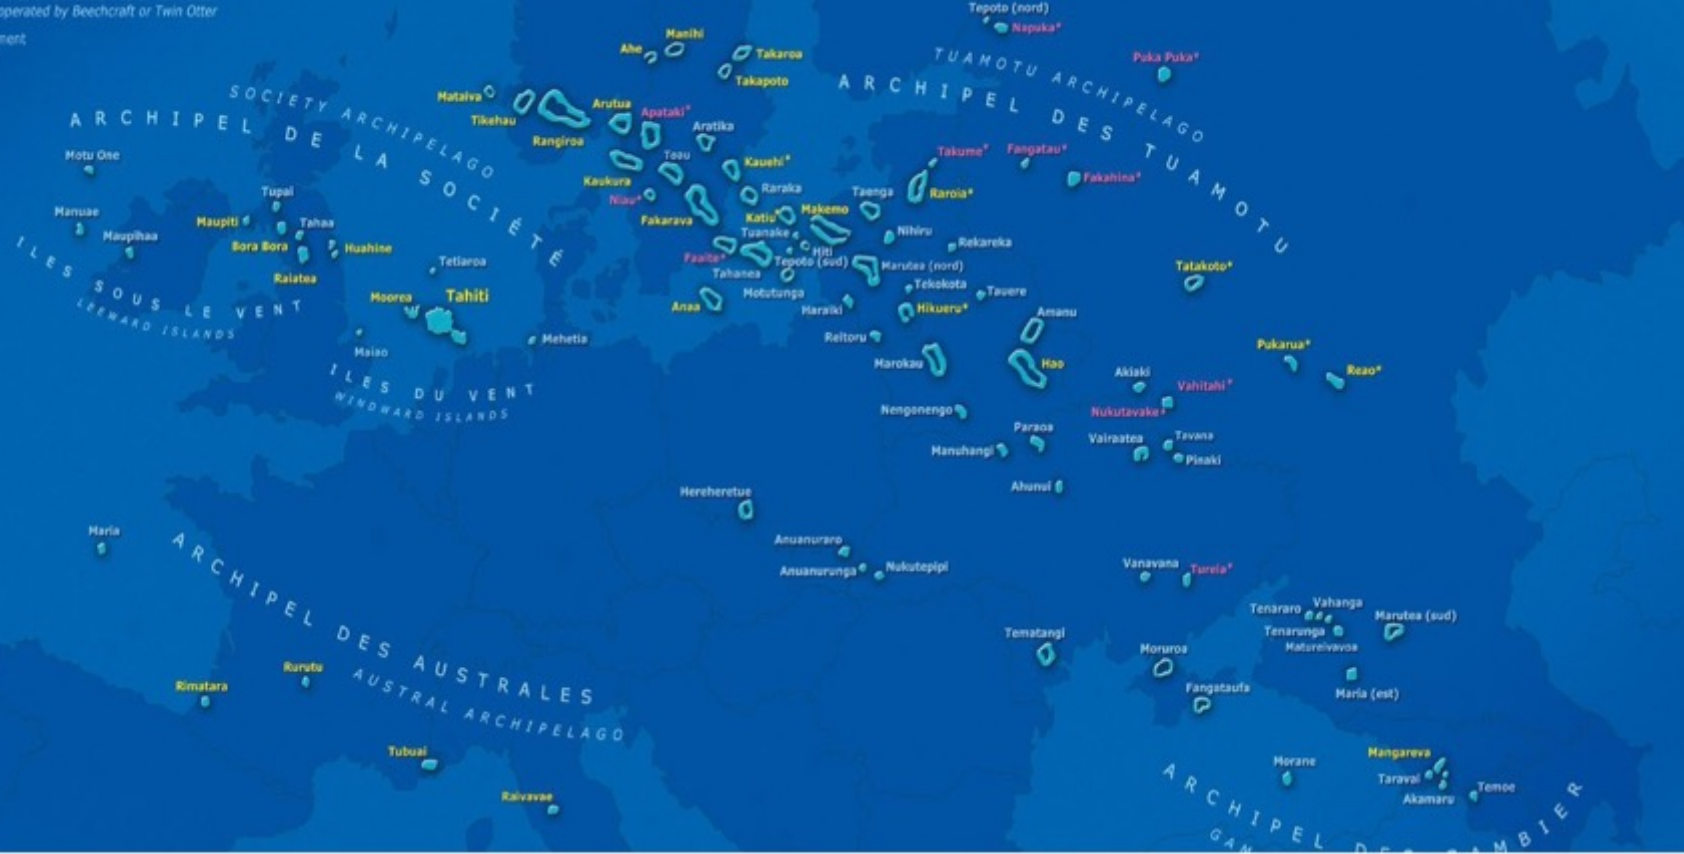 operated by Beechcraft or Twin Otter
Tepoto (nord)
Napuka*
Manihi
Ahe
Takaroa
Takapoto
Puka Puka*
TUAMOTU ARCHIPELAGO
ARCHIPEL DES TUAMOTU
Mataiva
Tikehau
Rangiroa
Arutua
Apataki*
Aratika
SOCIETY ARCHIPELAGO
ARCHIPEL DE LA SOCIÉTÉ
Motu One
Toau
Kauehi*
Takume*
Fangatau*
Fakahina*
Kaukura
Niau*
Raraka
Taenga
Raroia*
Tupai
Manuae
Maupiti
Tahaa
Fakarava
Katiu*
Makemo
Maupihaa
Bora Bora
Huahine
Tuanake
Hiti
Nihiru
Rekareka
Raiatea
Tetiaroa
Faaite*
Tepoto (sud)
Marutea (nord)
Tahanea
Tatakoto*
ILES SOUS LE VENT
LEEWARD ISLANDS
Moorea
Tahiti
Anaa
Motutunga
Tekokota
Tauere
Haraiki
Hikueru*
Amanu
Maiao
Mehetia
Reitoru
Marokau
Hao
Pukarua*
Reao*
ILES DU VENT
WINDWARD ISLANDS
Akiaki
Vahitahi*
Nengonengo
Nukutavake*
Paraoa
Vairaatea
Tavana
Manuhangi
Pinaki
Ahunui
Hereheretue
Maria
Anuanuraro
Anuanurunga
Nukutepipi
Vanavana
Tureia*
ARCHIPEL DES AUSTRALES
AUSTRAL ARCHIPELAGO
Tenararo
Vahanga
Marutea (sud)
Tenarunga
Matureivavoa
Tematangi
Moruroa
Rurutu
Rimatara
Fangataufa
Maria (est)
Tubuai
Mangareva
Morane
Taravai
Temoe
Akamaru
Raivavae
ARCHIPEL DES GAMBIER